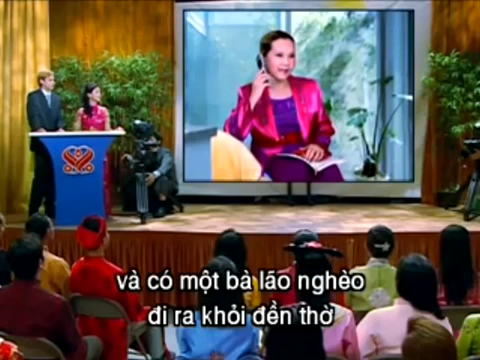 và có một bà lão nghèo
đi ra khỏi đền thờ